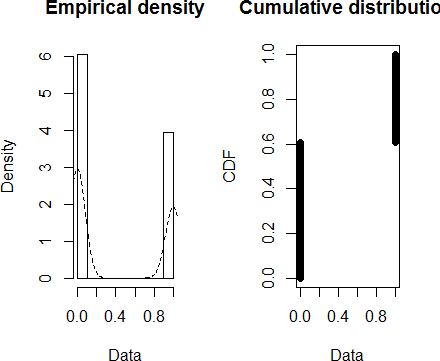 Empirical density
Cumulative distributio
Density
6
5
4
3
2
1
0
0.0 0.4 0.8
Data
CDF
1.0
0.8
0.6
0.4
0.2
0.0
0.0 0.4 0.8
Data